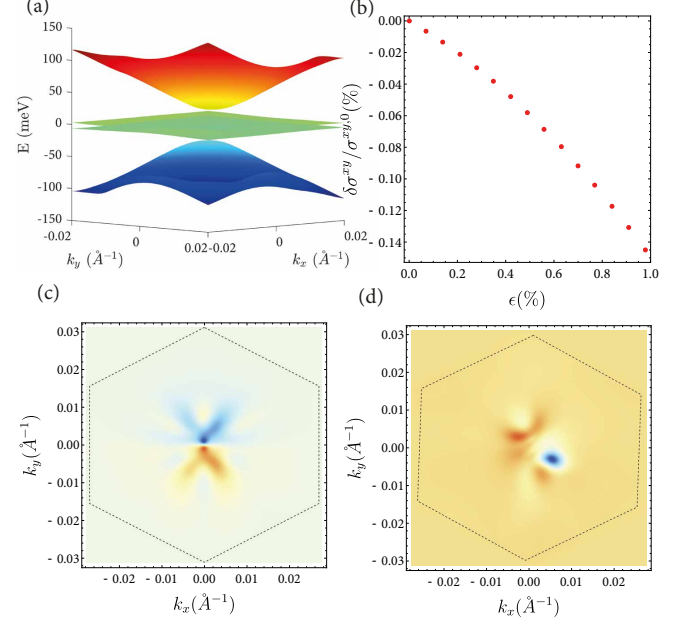 (a)
150
100
50
0
-50
-100
-150
E (meV)
-0.02
0
0.02
-0.02
0
0.02
k_y (Å⁻¹)
k_x (Å⁻¹)
(b)
0.00
- 0.02
- 0.04
- 0.06
- 0.08
- 0.10
- 0.12
- 0.14
δσ^{xy}/σ^{xy,0}(%)
0.0 0.2 0.4 0.6 0.8 1.0
ϵ(%)
(c)
0.03
0.02
0.01
0.00
- 0.01
- 0.02
- 0.03
k_y(Å⁻¹)
- 0.02 - 0.01 0.00 0.01 0.02
k_x(Å⁻¹)
(d)
0.03
0.02
0.01
0.00
- 0.01
- 0.02
- 0.03
k_y(Å⁻¹)
- 0.02 - 0.01 0.00 0.01 0.02
k_x(Å⁻¹)